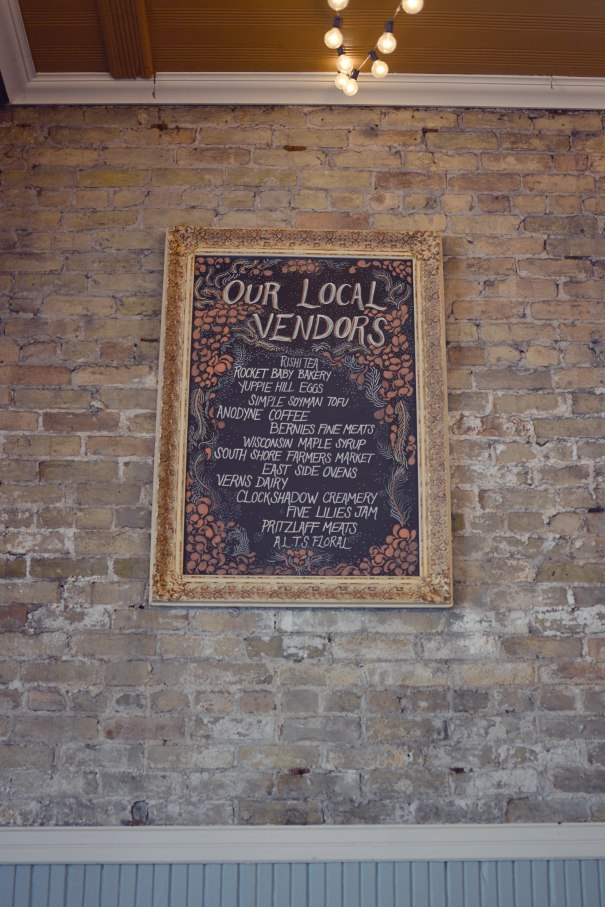 OUR LOCAL
VENDORS
RISHI TEA
ROCKET BABY BAKERY
YUPPIE HILL EGGS
SIMPLE SOYMAN TOFU
ANODYNE COFFEE
BERNIES FINE MEATS
WISCONSIN MAPLE SYRUP
SOUTH SHORE FARMERS MARKET
EAST SIDE OVENS
VERNS DAIRY
CLOCKSHADOW CREAMERY
FIVE LILIES JAM
PRITZLAFF MEATS
A.L.T.S. FLORAL